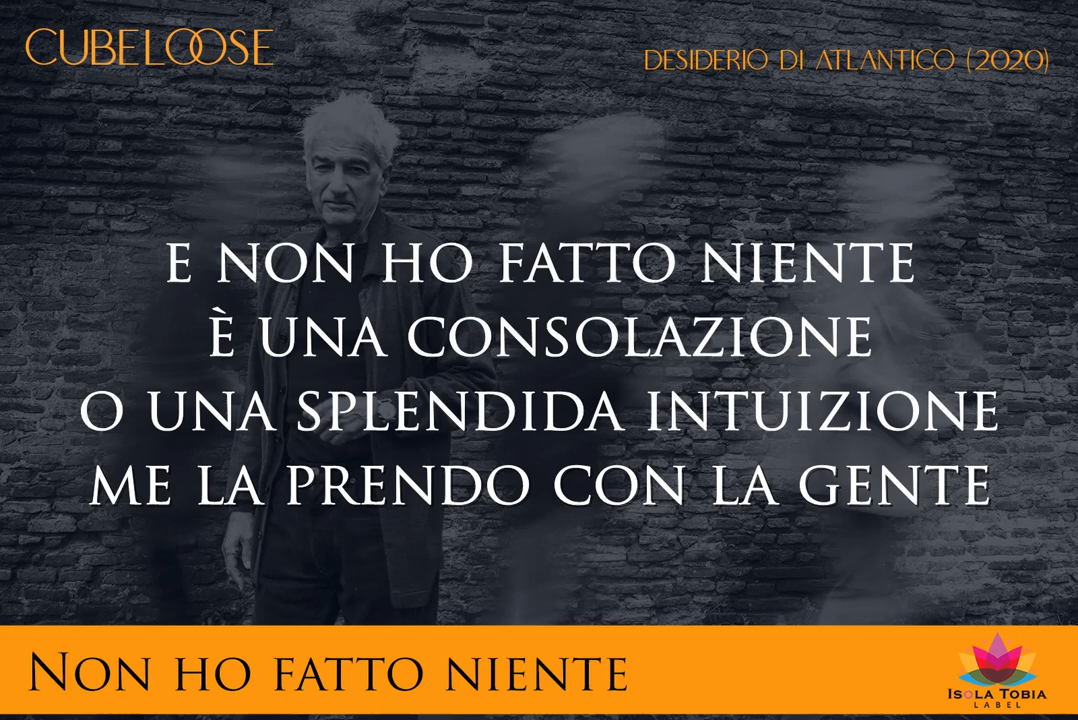 CUBELOOSE
DESIDERIO DI ATLANTICO (2020)
E NON HO FATTO NIENTE
È UNA CONSOLAZIONE
O UNA SPLENDIDA INTUIZIONE
ME LA PRENDO CON LA GENTE
NON HO FATTO NIENTE
ISOLA TOBIA
LABEL